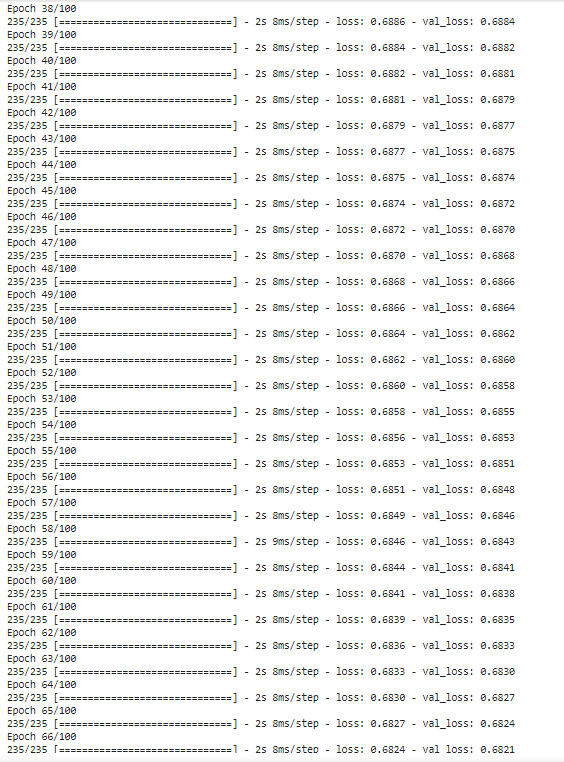 Epoch 38/100
235/235 [==============================] - 2s 8ms/step - loss: 0.6886 - val_loss: 0.6884
Epoch 39/100
235/235 [==============================] - 2s 8ms/step - loss: 0.6884 - val_loss: 0.6882
Epoch 40/100
235/235 [==============================] - 2s 8ms/step - loss: 0.6882 - val_loss: 0.6881
Epoch 41/100
235/235 [==============================] - 2s 8ms/step - loss: 0.6881 - val_loss: 0.6879
Epoch 42/100
235/235 [==============================] - 2s 8ms/step - loss: 0.6879 - val_loss: 0.6877
Epoch 43/100
235/235 [==============================] - 2s 8ms/step - loss: 0.6877 - val_loss: 0.6875
Epoch 44/100
235/235 [==============================] - 2s 8ms/step - loss: 0.6875 - val_loss: 0.6874
Epoch 45/100
235/235 [==============================] - 2s 8ms/step - loss: 0.6874 - val_loss: 0.6872
Epoch 46/100
235/235 [==============================] - 2s 8ms/step - loss: 0.6872 - val_loss: 0.6870
Epoch 47/100
235/235 [==============================] - 2s 8ms/step - loss: 0.6870 - val_loss: 0.6868
Epoch 48/100
235/235 [==============================] - 2s 8ms/step - loss: 0.6868 - val_loss: 0.6866
Epoch 49/100
235/235 [==============================] - 2s 8ms/step - loss: 0.6866 - val_loss: 0.6864
Epoch 50/100
235/235 [==============================] - 2s 8ms/step - loss: 0.6864 - val_loss: 0.6862
Epoch 51/100
235/235 [==============================] - 2s 8ms/step - loss: 0.6862 - val_loss: 0.6860
Epoch 52/100
235/235 [==============================] - 2s 8ms/step - loss: 0.6860 - val_loss: 0.6858
Epoch 53/100
235/235 [==============================] - 2s 8ms/step - loss: 0.6858 - val_loss: 0.6855
Epoch 54/100
235/235 [==============================] - 2s 8ms/step - loss: 0.6856 - val_loss: 0.6853
Epoch 55/100
235/235 [==============================] - 2s 8ms/step - loss: 0.6853 - val_loss: 0.6851
Epoch 56/100
235/235 [==============================] - 2s 8ms/step - loss: 0.6851 - val_loss: 0.6848
Epoch 57/100
235/235 [==============================] - 2s 8ms/step - loss: 0.6849 - val_loss: 0.6846
Epoch 58/100
235/235 [==============================] - 2s 9ms/step - loss: 0.6846 - val_loss: 0.6843
Epoch 59/100
235/235 [==============================] - 2s 8ms/step - loss: 0.6844 - val_loss: 0.6841
Epoch 60/100
235/235 [==============================] - 2s 8ms/step - loss: 0.6841 - val_loss: 0.6838
Epoch 61/100
235/235 [==============================] - 2s 8ms/step - loss: 0.6839 - val_loss: 0.6835
Epoch 62/100
235/235 [==============================] - 2s 8ms/step - loss: 0.6836 - val_loss: 0.6833
Epoch 63/100
235/235 [==============================] - 2s 8ms/step - loss: 0.6833 - val_loss: 0.6830
Epoch 64/100
235/235 [==============================] - 2s 8ms/step - loss: 0.6830 - val_loss: 0.6827
Epoch 65/100
235/235 [==============================] - 2s 8ms/step - loss: 0.6827 - val_loss: 0.6824
Epoch 66/100
235/235 [==============================] - 2s 8ms/step - loss: 0.6824 - val_loss: 0.6821